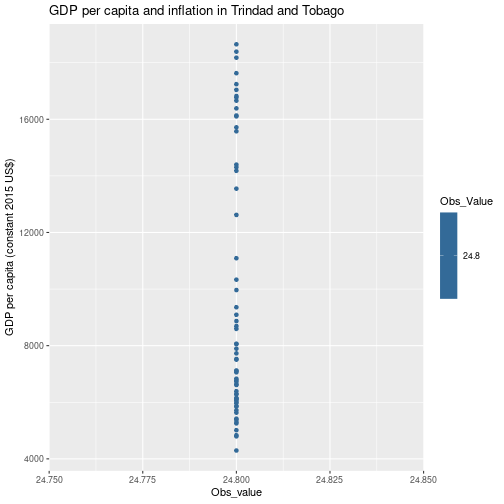 GDP per capita and inflation in Trindad and Tobago
GDP per capita (constant 2015 US$)
16000
12000
8000
4000
24.750
24.775
24.800
24.825
24.850
Obs_value
Obs_Value
24.8